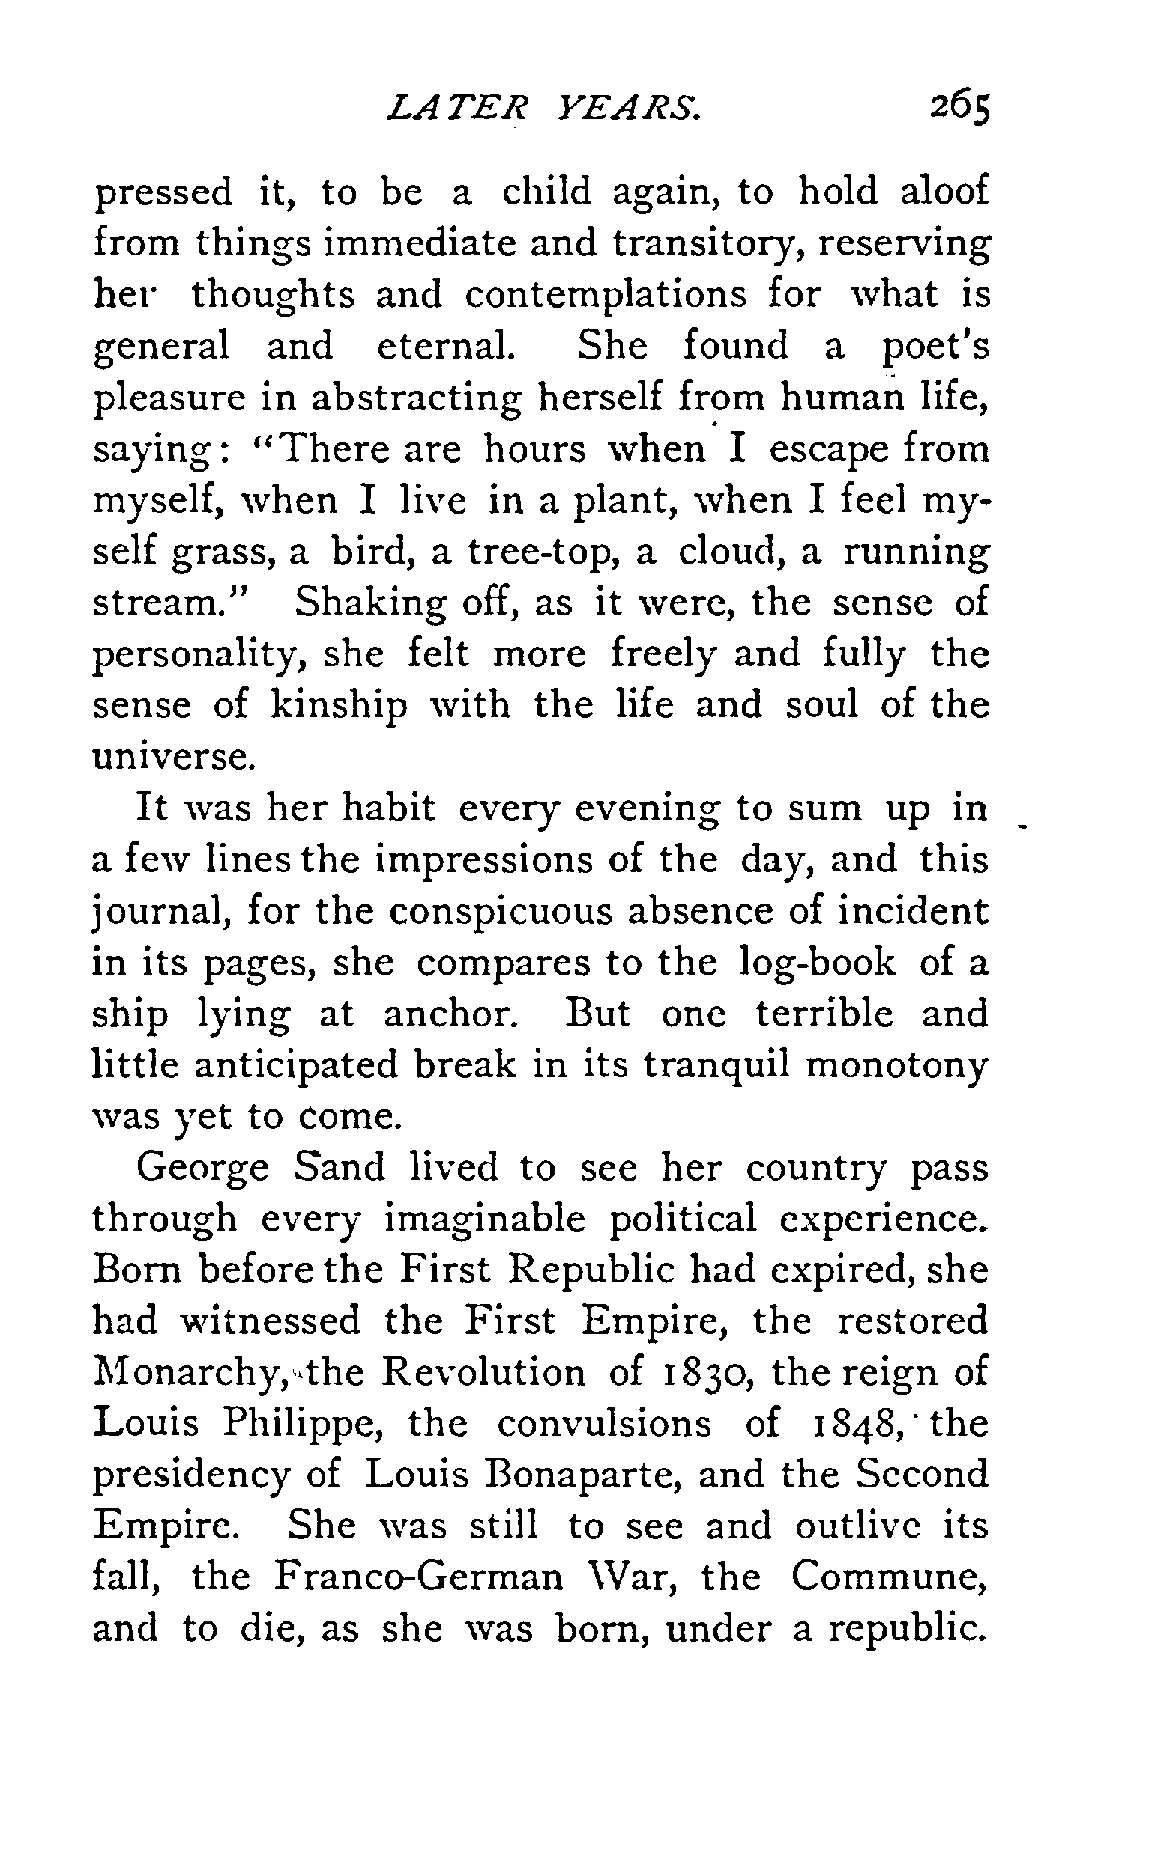 LATER YEARS. 265
pressed it, to be a child again, to hold aloof
from things immediate and transitory, reserving
her thoughts and contemplations for what is
general and eternal. She found a poet's
pleasure in abstracting herself from human life,
saying: "There are hours when I escape from
myself, when I live in a plant, when I feel my-
self grass, a bird, a tree-top, a cloud, a running
stream." Shaking off, as it were, the sense of
personality, she felt more freely and fully the
sense of kinship with the life and soul of the
universe.
It was her habit every evening to sum up in
a few lines the impressions of the day, and this
journal, for the conspicuous absence of incident
in its pages, she compares to the log-book of a
ship lying at anchor. But one terrible and
little anticipated break in its tranquil monotony
was yet to come.
George Sand lived to see her country pass
through every imaginable political experience.
Born before the First Republic had expired, she
had witnessed the First Empire, the restored
Monarchy, the Revolution of 1830, the reign of
Louis Philippe, the convulsions of 1848, the
presidency of Louis Bonaparte, and the Second
Empire. She was still to see and outlive its
fall, the Franco-German War, the Commune,
and to die, as she was born, under a republic.